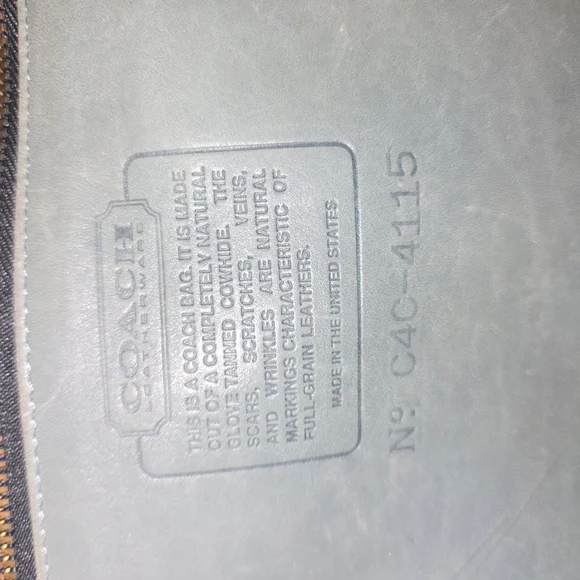 COACH
LEATHERWARE
THIS IS A COACH BAG. IT IS MADE
OUT OF A COMPLETELY NATURAL
GLOVE TANNED COWHIDE. THE
SCARS, SCRATCHES, VEINS,
AND WRINKLES ARE NATURAL
MARKINGS CHARACTERISTIC OF
FULL-GRAIN LEATHERS.
MADE IN THE UNITED STATES
Nº C4C-4115